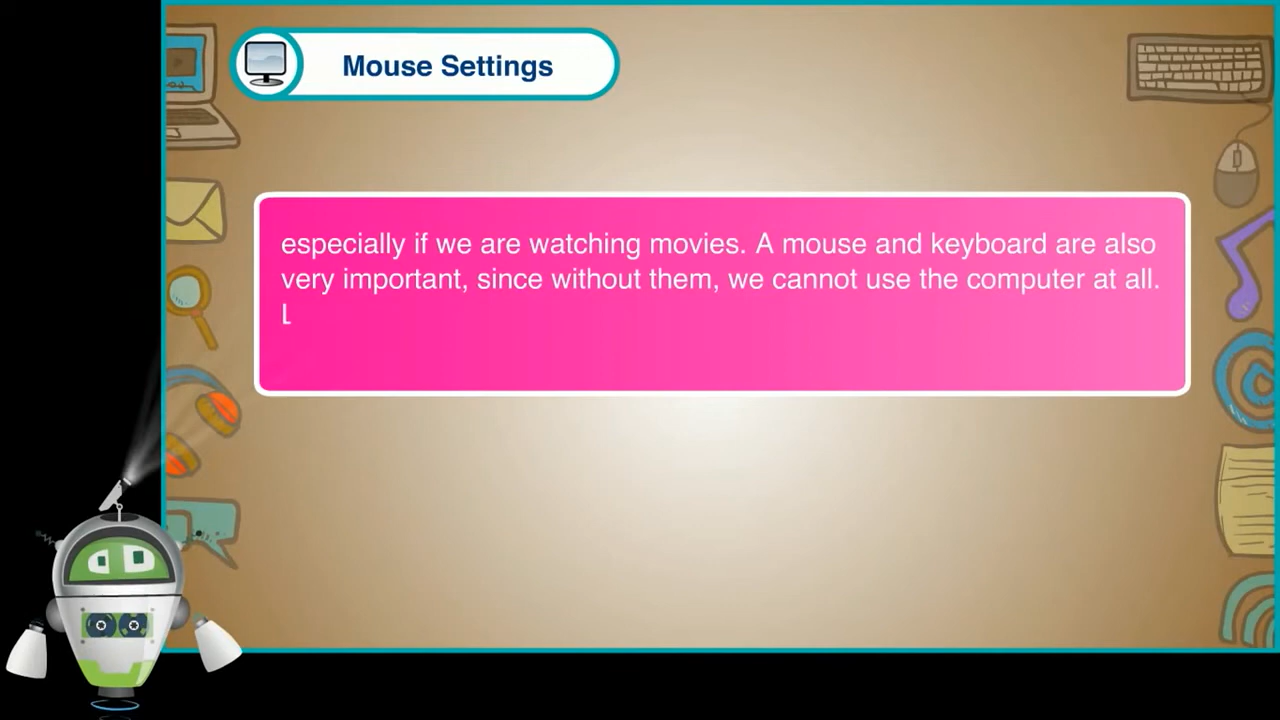 Mouse Settings
especially if we are watching movies. A mouse and keyboard are also
very important, since without them, we cannot use the computer at all.
L